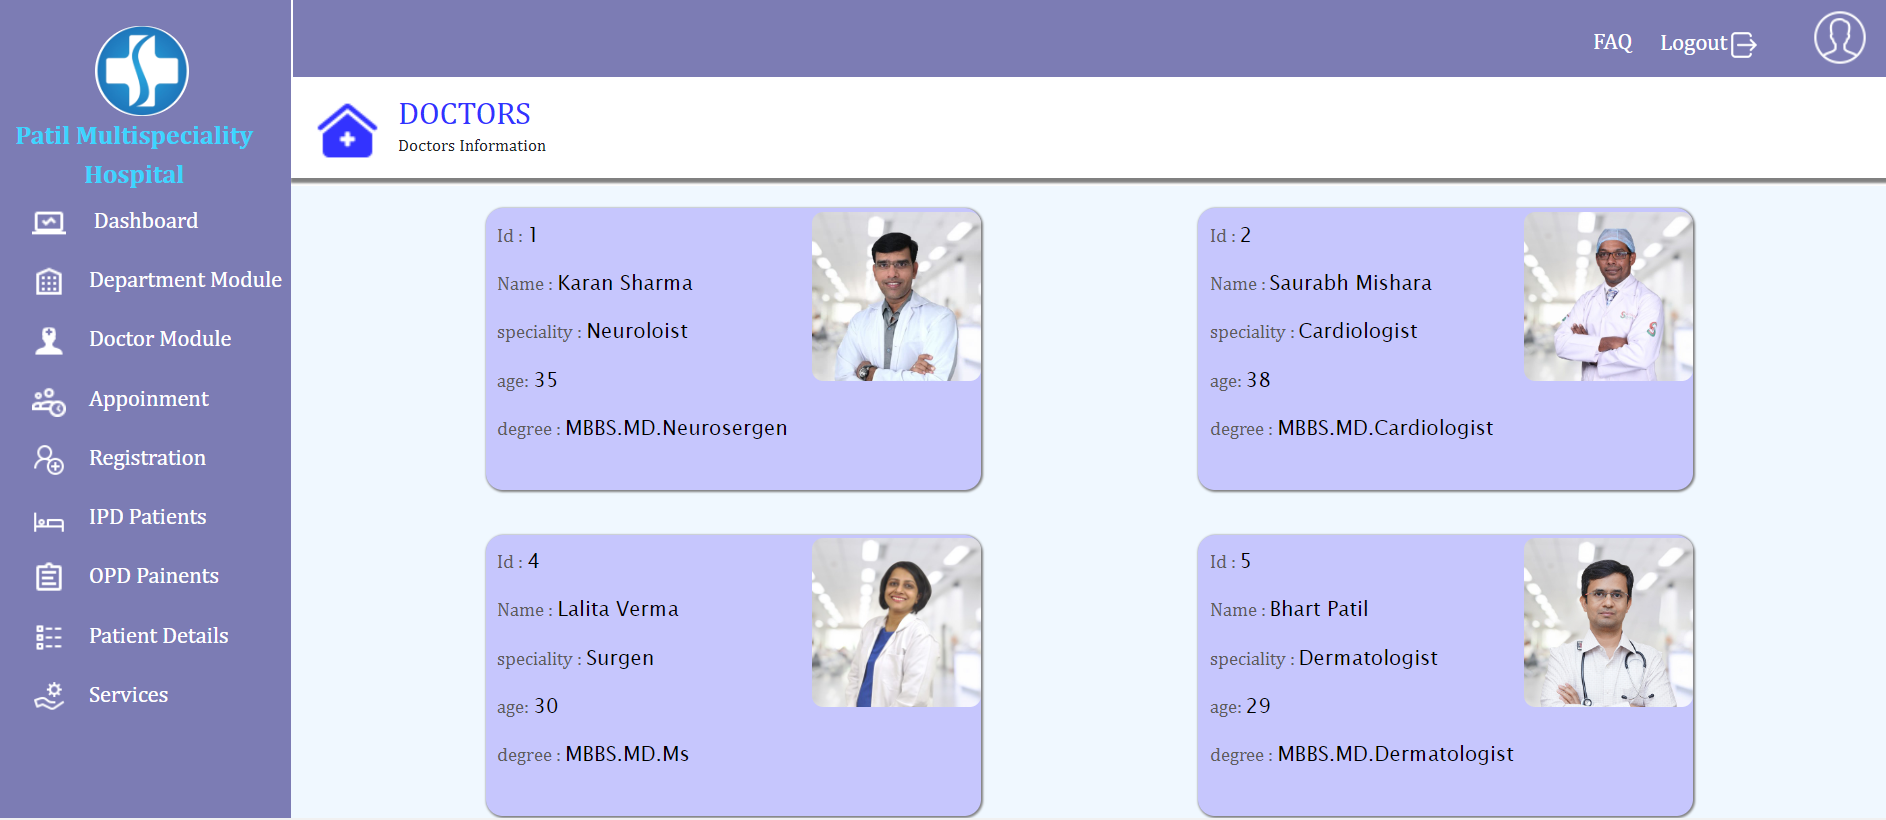 Patil Multispeciality
Hospital
Dashboard
Department Module
Doctor Module
Appoinment
Registration
IPD Patients
OPD Painents
Patient Details
Services
FAQ
Logout
DOCTORS
Doctors Information
Id : 1
Name : Karan Sharma
speciality : Neuroloist
age: 35
degree : MBBS.MD.Neurosergen
Id : 2
Name : Saurabh Mishara
speciality : Cardiologist
age: 38
degree : MBBS.MD.Cardiologist
Id : 4
Name : Lalita Verma
speciality : Surgen
age: 30
degree : MBBS.MD.Ms
Id : 5
Name : Bhart Patil
speciality : Dermatologist
age: 29
degree : MBBS.MD.Dermatologist